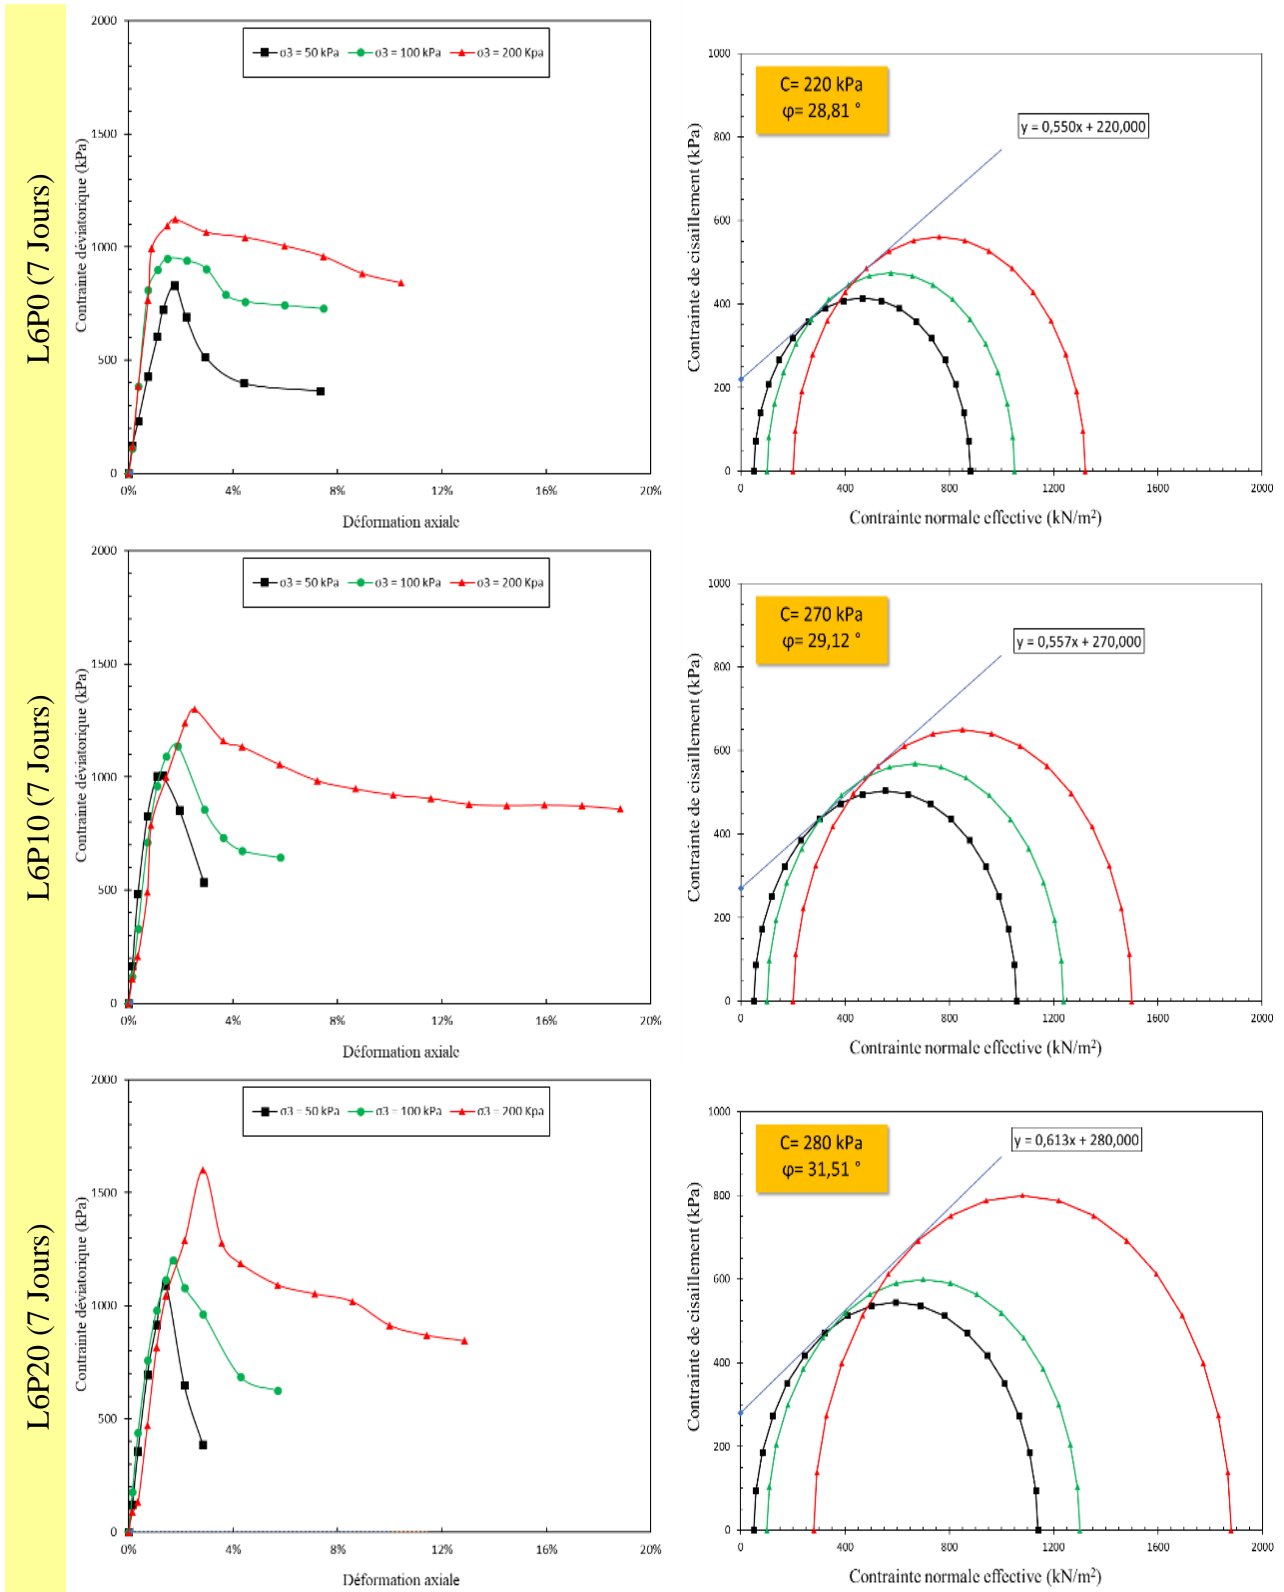 L6P0 (7 Jours)
Contrainte déviatorique (kPa)
2000
1500
1000
500
0
σ3 = 50 kPa
σ3 = 100 kPa
σ3 = 200 Kpa
0%
4%
8%
12%
16%
20%
Déformation axiale
Contrainte de cisaillement (kPa)
1000
800
600
400
200
0
C= 220 kPa
φ= 28,81 °
y = 0,550x + 220,000
0
400
800
1200
1600
2000
Contrainte normale effective (kN/m²)
L6P10 (7 Jours)
Contrainte déviatorique (kPa)
2000
1500
1000
500
0
σ3 = 50 kPa
σ3 = 100 kPa
σ3 = 200 Kpa
0%
4%
8%
12%
16%
20%
Déformation axiale
Contrainte de cisaillement (kPa)
1000
800
600
400
200
0
C= 270 kPa
φ= 29,12 °
y = 0,557x + 270,000
0
400
800
1200
1600
2000
Contrainte normale effective (kN/m²)
L6P20 (7 Jours)
Contrainte déviatorique (kPa)
2000
1500
1000
500
0
σ3 = 50 kPa
σ3 = 100 kPa
σ3 = 200 Kpa
0%
4%
8%
12%
16%
20%
Déformation axiale
Contrainte de cisaillement (kPa)
1000
800
600
400
200
0
C= 280 kPa
φ= 31,51 °
y = 0,613x + 280,000
0
400
800
1200
1600
2000
Contrainte normale effective (kN/m²)